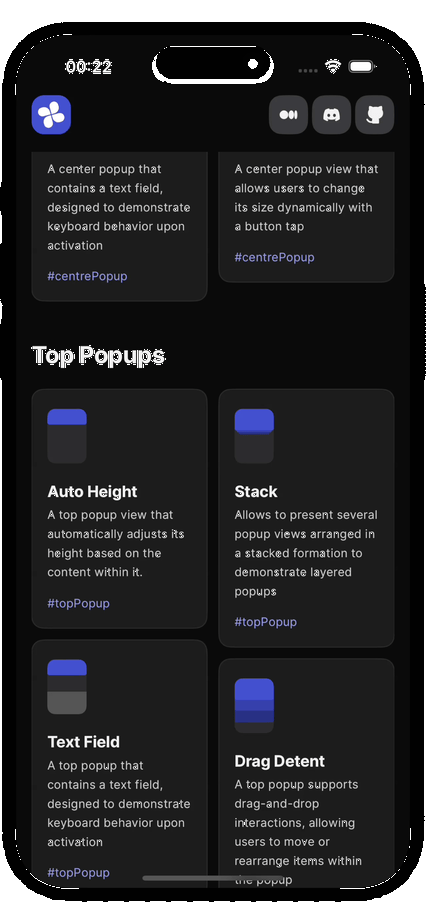 00:22
A center popup that
contains a text field,
designed to demonstrate
keyboard behavior upon
activation
#centrePopup
A center popup view that
allows users to change
its size dynamically with
a button tap
#centrePopup
Top Popups
Auto Height
A top popup view that
automatically adjusts its
height based on the
content within it.
#topPopup
Stack
Allows to present several
popup views arranged in
a stacked formation to
demonstrate layered
popups
#topPopup
Text Field
A top popup that
contains a text field,
designed to demonstrate
keyboard behavior upon
activation
#topPopup
Drag Detent
A top popup supports
drag-and-drop
interactions, allowing
users to move or
rearrange items within
the popup